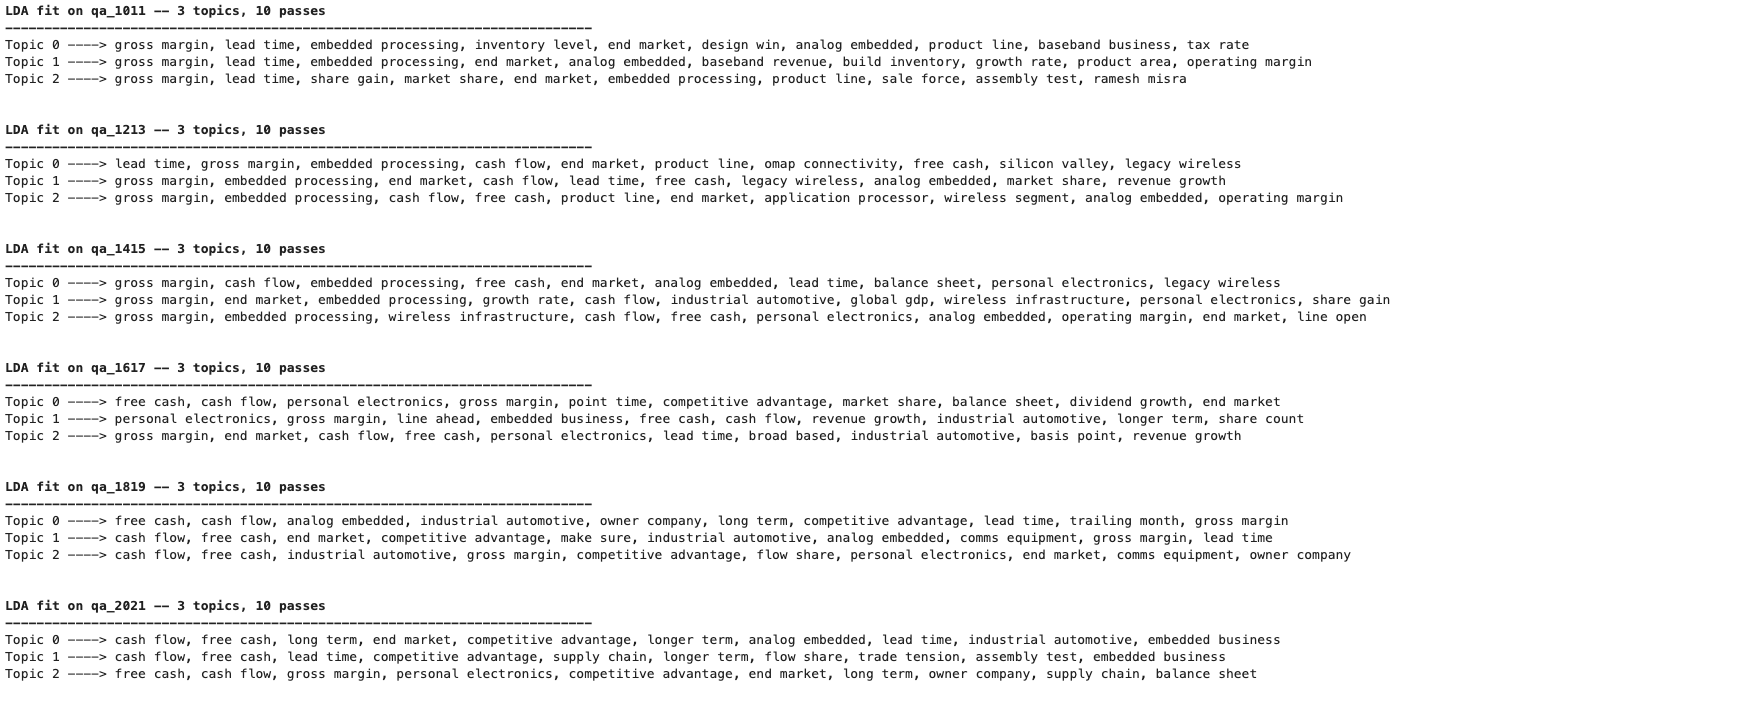 LDA fit on qa_1011 -- 3 topics, 10 passes
---------------------------------------------------------------------------
Topic 0 ----> gross margin, lead time, embedded processing, inventory level, end market, design win, analog embedded, product line, baseband business, tax rate
Topic 1 ----> gross margin, lead time, embedded processing, end market, analog embedded, baseband revenue, build inventory, growth rate, product area, operating margin
Topic 2 ----> gross margin, lead time, share gain, market share, end market, embedded processing, product line, sale force, assembly test, ramesh misra
LDA fit on qa_1213 -- 3 topics, 10 passes
---------------------------------------------------------------------------
Topic 0 ----> lead time, gross margin, embedded processing, cash flow, end market, product line, omap connectivity, free cash, silicon valley, legacy wireless
Topic 1 ----> gross margin, embedded processing, end market, cash flow, lead time, free cash, legacy wireless, analog embedded, market share, revenue growth
Topic 2 ----> gross margin, embedded processing, cash flow, free cash, product line, end market, application processor, wireless segment, analog embedded, operating margin
LDA fit on qa_1415 -- 3 topics, 10 passes
---------------------------------------------------------------------------
Topic 0 ----> gross margin, cash flow, embedded processing, free cash, end market, analog embedded, lead time, balance sheet, personal electronics, legacy wireless
Topic 1 ----> gross margin, end market, embedded processing, growth rate, cash flow, industrial automotive, global gdp, wireless infrastructure, personal electronics, share gain
Topic 2 ----> gross margin, embedded processing, wireless infrastructure, cash flow, free cash, personal electronics, analog embedded, operating margin, end market, line open
LDA fit on qa_1617 -- 3 topics, 10 passes
---------------------------------------------------------------------------
Topic 0 ----> free cash, cash flow, personal electronics, gross margin, point time, competitive advantage, market share, balance sheet, dividend growth, end market
Topic 1 ----> personal electronics, gross margin, line ahead, embedded business, free cash, cash flow, revenue growth, industrial automotive, longer term, share count
Topic 2 ----> gross margin, end market, cash flow, free cash, personal electronics, lead time, broad based, industrial automotive, basis point, revenue growth
LDA fit on qa_1819 -- 3 topics, 10 passes
---------------------------------------------------------------------------
Topic 0 ----> free cash, cash flow, analog embedded, industrial automotive, owner company, long term, competitive advantage, lead time, trailing month, gross margin
Topic 1 ----> cash flow, free cash, end market, competitive advantage, make sure, industrial automotive, analog embedded, comms equipment, gross margin, lead time
Topic 2 ----> cash flow, free cash, industrial automotive, gross margin, competitive advantage, flow share, personal electronics, end market, comms equipment, owner company
LDA fit on qa_2021 -- 3 topics, 10 passes
---------------------------------------------------------------------------
Topic 0 ----> cash flow, free cash, long term, end market, competitive advantage, longer term, analog embedded, lead time, industrial automotive, embedded business
Topic 1 ----> cash flow, free cash, lead time, competitive advantage, supply chain, longer term, flow share, trade tension, assembly test, embedded business
Topic 2 ----> free cash, cash flow, gross margin, personal electronics, competitive advantage, end market, long term, owner company, supply chain, balance sheet